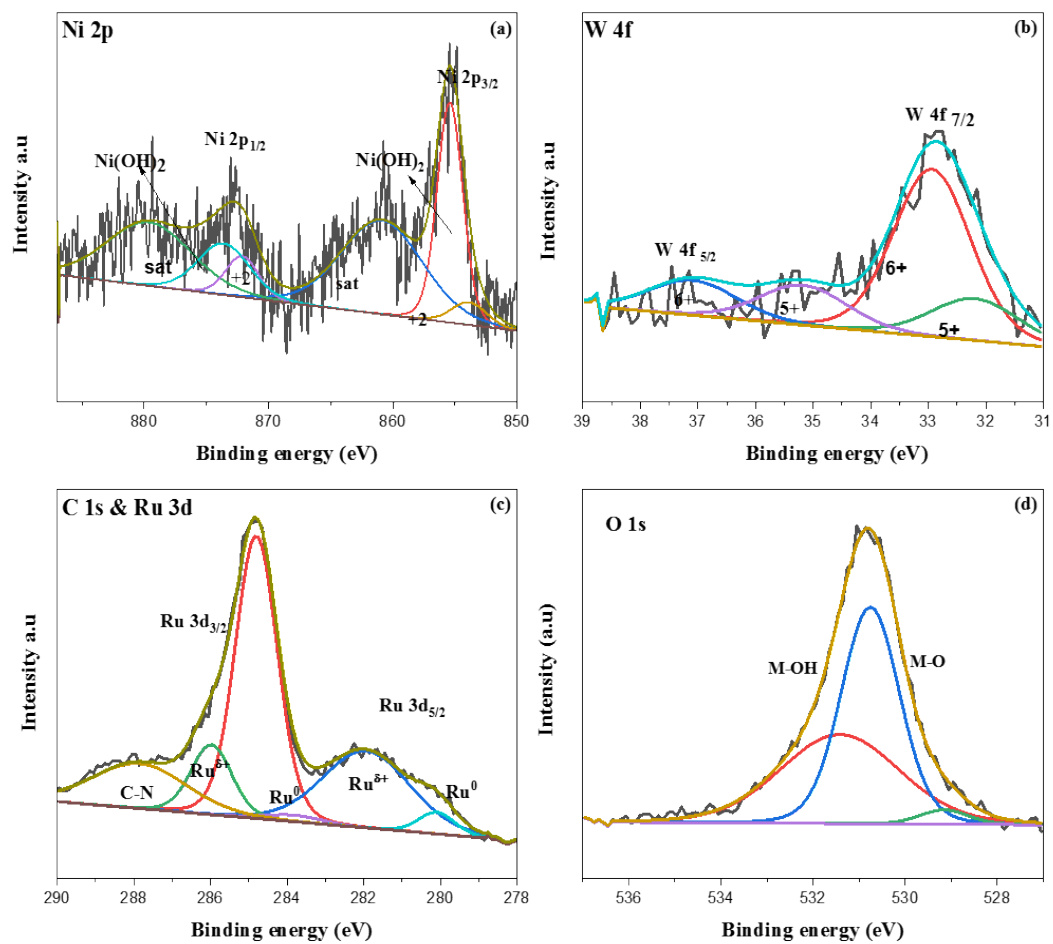 Ni 2p
(a)
Ni 2p3/2
Ni(OH)2
Ni 2p1/2
Ni(OH)2
sat
+2
sat
+2
Intensity a.u
880
870
860
850
Binding energy (eV)
W 4f
(b)
W 4f 7/2
W 4f 5/2
6+
6+
5+
5+
Intensity a.u
39
38
37
36
35
34
33
32
31
Binding energy (eV)
C 1s & Ru 3d
(c)
Ru 3d3/2
Ru 3d5/2
Ruδ+
C-N
Ru0
Ruδ+
Ru0
Intensity a.u
290
288
286
284
282
280
278
Binding energy (eV)
O 1s
(d)
M-OH
M-O
Intensity (a.u)
536
534
532
530
528
Binding energy (eV)